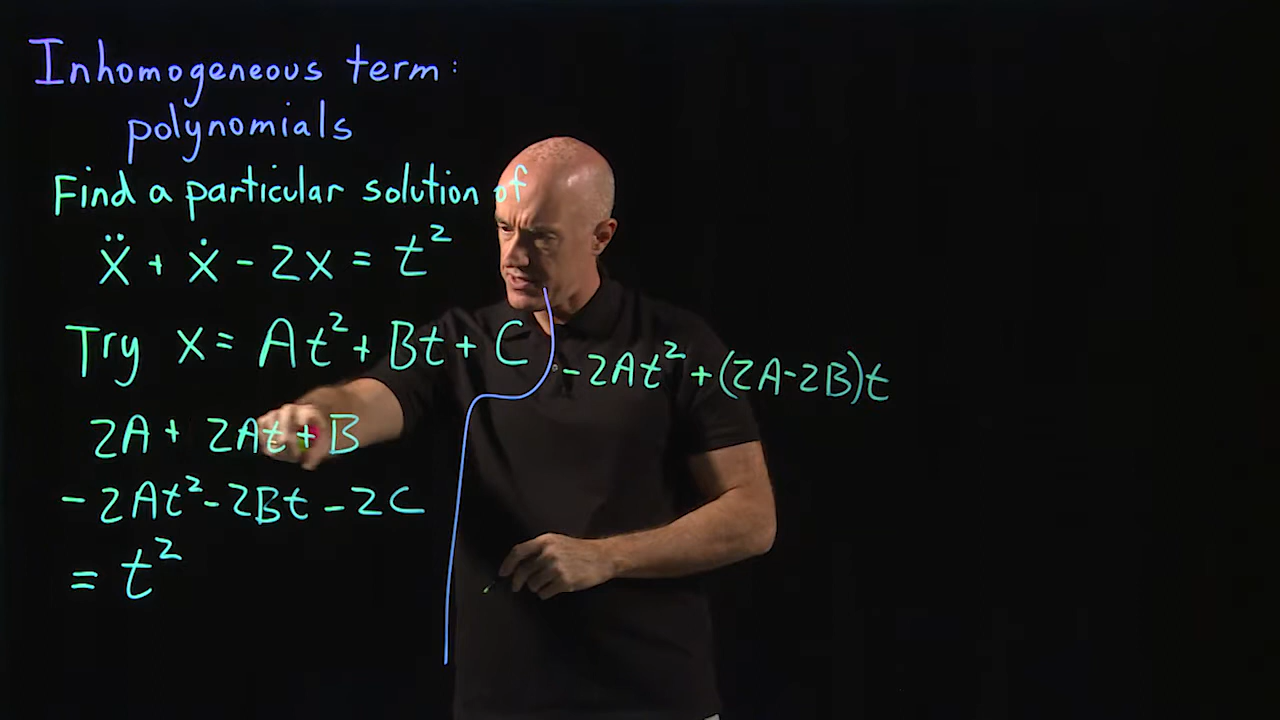 Inhomogeneous term:
polynomials
Find a particular solution of
ẍ + ẋ - 2x = t²
Try x = At² + Bt + C
2A + 2At + B
-2At² - 2Bt - 2C
= t²
-2At² + (2A-2B)t